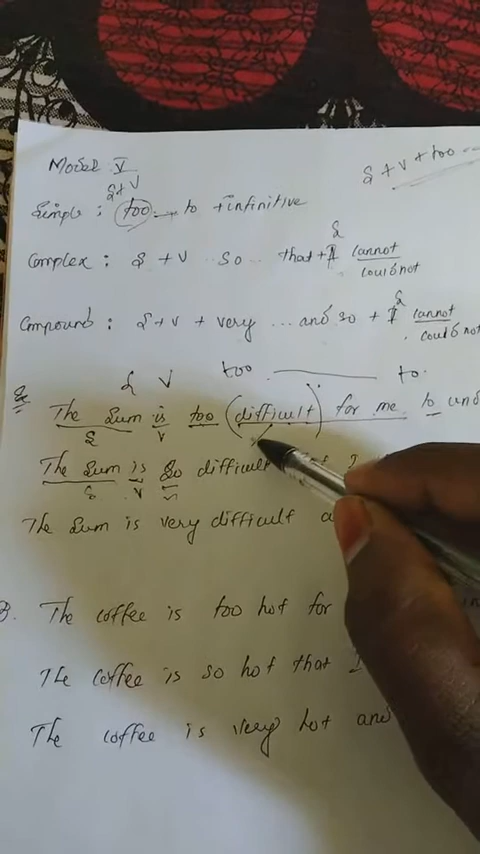 Model V
S + V + too ---
S+V
Simple : too --- to + infinitive
S
Complex : S + V .. So .. that + I cannot
could not
S
Compound : S + V + very ... and so + I cannot
could not
S V too ______ to
The Sum is too (difficult) for me to und
S V
The Sum is So difficult
S V
The Sum is very difficult a
The coffee is too hot for
The coffee is so hot that I
The coffee is very hot and